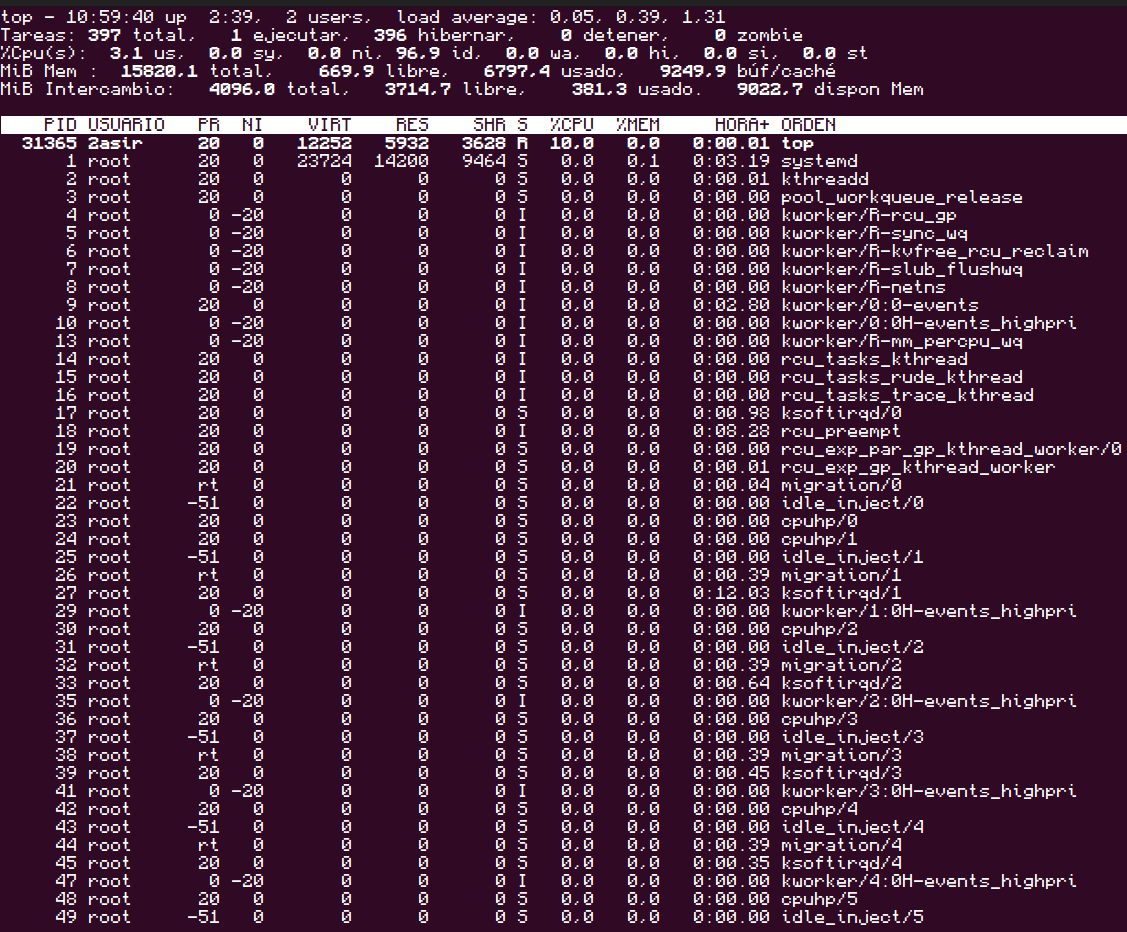 top - 10:59:40 up  2:39,  2 users,  load average: 0,05, 0,39, 1,31
Tareas: 397 total,   1 ejecutar, 396 hibernar,   0 detener,   0 zombie
%Cpu(s):  3,1 us,  0,0 sy,  0,0 ni, 96,9 id,  0,0 wa,  0,0 hi,  0,0 si,  0,0 st
MiB Mem :  15820,1 total,    669,9 libre,   6797,4 usado,   9249,9 búf/caché
MiB Intercambio:   4096,0 total,   3714,7 libre,    381,3 usado.   9022,7 dispon Mem
PID USUARIO   PR  NI    VIRT    RES    SHR S  %CPU  %MEM     HORA+ ORDEN
31365 2asir     20   0   12252   5932   3628 R  10,0   0,0   0:00.01 top
1 root      20   0   23724  14200   9464 S   0,0   0,1   0:03.19 systemd
2 root      20   0       0      0      0 S   0,0   0,0   0:00.01 kthreadd
3 root      20   0       0      0      0 S   0,0   0,0   0:00.00 pool_workqueue_release
4 root       0 -20       0      0      0 I   0,0   0,0   0:00.00 kworker/R-rcu_gp
5 root       0 -20       0      0      0 I   0,0   0,0   0:00.00 kworker/R-sync_wq
6 root       0 -20       0      0      0 I   0,0   0,0   0:00.00 kworker/R-kvfree_rcu_reclaim
7 root       0 -20       0      0      0 I   0,0   0,0   0:00.00 kworker/R-slub_flushwq
8 root       0 -20       0      0      0 I   0,0   0,0   0:00.00 kworker/R-netns
9 root      20   0       0      0      0 I   0,0   0,0   0:02.80 kworker/0:0-events
10 root       0 -20       0      0      0 I   0,0   0,0   0:00.00 kworker/0:0H-events_highpri
13 root       0 -20       0      0      0 I   0,0   0,0   0:00.00 kworker/R-mm_percpu_wq
14 root      20   0       0      0      0 I   0,0   0,0   0:00.00 rcu_tasks_kthread
15 root      20   0       0      0      0 I   0,0   0,0   0:00.00 rcu_tasks_rude_kthread
16 root      20   0       0      0      0 I   0,0   0,0   0:00.00 rcu_tasks_trace_kthread
17 root      20   0       0      0      0 S   0,0   0,0   0:00.98 ksoftirqd/0
18 root      20   0       0      0      0 I   0,0   0,0   0:08.28 rcu_preempt
19 root      20   0       0      0      0 S   0,0   0,0   0:00.00 rcu_exp_par_gp_kthread_worker/0
20 root      20   0       0      0      0 S   0,0   0,0   0:00.01 rcu_exp_gp_kthread_worker
21 root      rt   0       0      0      0 S   0,0   0,0   0:00.04 migration/0
22 root     -51   0       0      0      0 S   0,0   0,0   0:00.00 idle_inject/0
23 root      20   0       0      0      0 S   0,0   0,0   0:00.00 cpuhp/0
24 root      20   0       0      0      0 S   0,0   0,0   0:00.00 cpuhp/1
25 root     -51   0       0      0      0 S   0,0   0,0   0:00.00 idle_inject/1
26 root      rt   0       0      0      0 S   0,0   0,0   0:00.39 migration/1
27 root      20   0       0      0      0 S   0,0   0,0   0:12.03 ksoftirqd/1
29 root       0 -20       0      0      0 I   0,0   0,0   0:00.00 kworker/1:0H-events_highpri
30 root      20   0       0      0      0 S   0,0   0,0   0:00.00 cpuhp/2
31 root     -51   0       0      0      0 S   0,0   0,0   0:00.00 idle_inject/2
32 root      rt   0       0      0      0 S   0,0   0,0   0:00.39 migration/2
33 root      20   0       0      0      0 S   0,0   0,0   0:00.64 ksoftirqd/2
35 root       0 -20       0      0      0 I   0,0   0,0   0:00.00 kworker/2:0H-events_highpri
36 root      20   0       0      0      0 S   0,0   0,0   0:00.00 cpuhp/3
37 root     -51   0       0      0      0 S   0,0   0,0   0:00.00 idle_inject/3
38 root      rt   0       0      0      0 S   0,0   0,0   0:00.39 migration/3
39 root      20   0       0      0      0 S   0,0   0,0   0:00.45 ksoftirqd/3
41 root       0 -20       0      0      0 I   0,0   0,0   0:00.00 kworker/3:0H-events_highpri
42 root      20   0       0      0      0 S   0,0   0,0   0:00.00 cpuhp/4
43 root     -51   0       0      0      0 S   0,0   0,0   0:00.00 idle_inject/4
44 root      rt   0       0      0      0 S   0,0   0,0   0:00.39 migration/4
45 root      20   0       0      0      0 S   0,0   0,0   0:00.35 ksoftirqd/4
47 root       0 -20       0      0      0 I   0,0   0,0   0:00.00 kworker/4:0H-events_highpri
48 root      20   0       0      0      0 S   0,0   0,0   0:00.00 cpuhp/5
49 root     -51   0       0      0      0 S   0,0   0,0   0:00.00 idle_inject/5